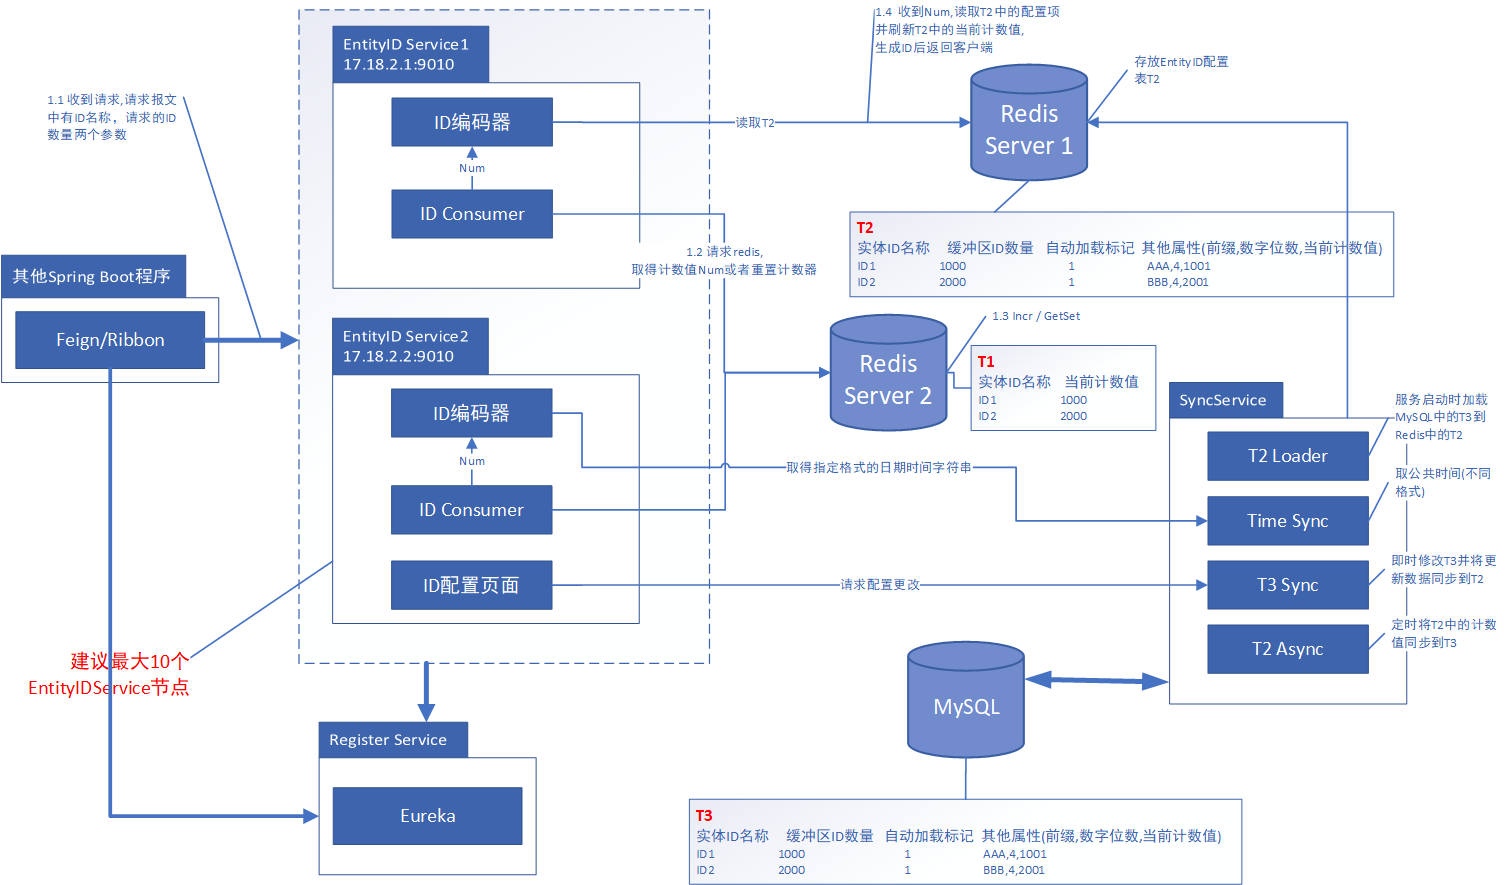 1.1 收到请求,请求报文
中有ID名称，请求的ID
数量两个参数
其他Spring Boot程序
Feign/Ribbon
EntityID Service1
17.18.2.1:9010
ID编码器
Num
ID Consumer
EntityID Service2
17.18.2.2:9010
ID编码器
Num
ID Consumer
ID配置页面
建议最大10个
EntityIDService节点
Register Service
Eureka
1.4 收到Num,读取T2中的配置项
并刷新T2中的当前计数值,
生成ID后返回客户端
读取T2
Redis
Server 1
存放EntityID配置
表T2
T2
实体ID名称 缓冲区ID数量 自动加载标记 其他属性(前缀,数字位数,当前计数值)
ID1 1000 1 AAA,4,1001
ID2 2000 1 BBB,4,2001
1.2 请求redis,
取得计数值Num或者重置计数器
Redis
Server 2
1.3 Incr / GetSet
T1
实体ID名称 当前计数值
ID1 1000
ID2 2000
取得指定格式的日期时间字符串
请求配置更改
SyncService
T2 Loader
Time Sync
T3 Sync
T2 Async
服务启动时加载
MySQL中的T3到
Redis中的T2
取公共时间(不同
格式)
即时修改T3并将更
新数据同步到T2
定时将T2中的计数
值同步到T3
MySQL
T3
实体ID名称 缓冲区ID数量 自动加载标记 其他属性(前缀,数字位数,当前计数值)
ID1 1000 1 AAA,4,1001
ID2 2000 1 BBB,4,2001